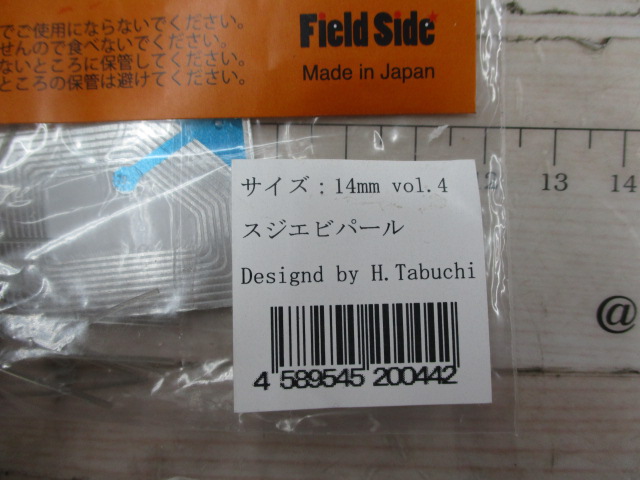 でご使用にならないでください。
せんので食べないでください。
ないところに保管してください。
ところの保管は避けてください。
Field Side
Made in Japan
12 13 14
サイズ：14mm vol.4
スジエビパール
Designd by H.Tabuchi
4 589545 200442
@